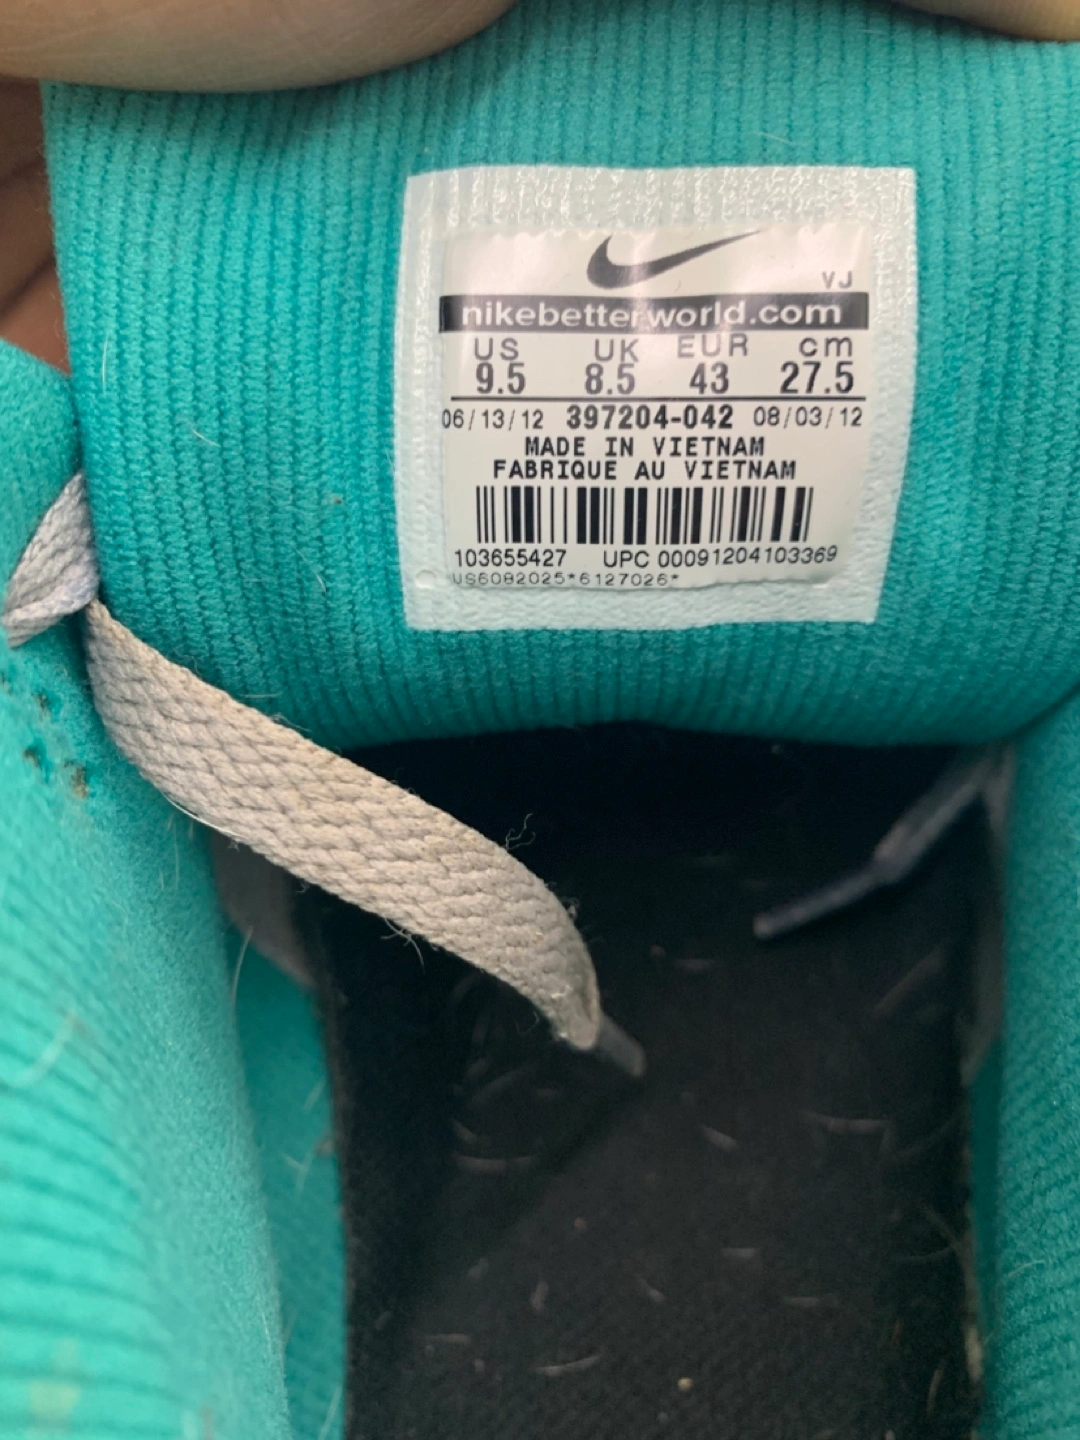 VJ
nikebetterworld.com
US UK EUR cm
9.5 8.5 43 27.5
06/13/12 397204-042 08/03/12
MADE IN VIETNAM
FABRIQUE AU VIETNAM
103655427 UPC 00091204103369
US6082025*6127026*